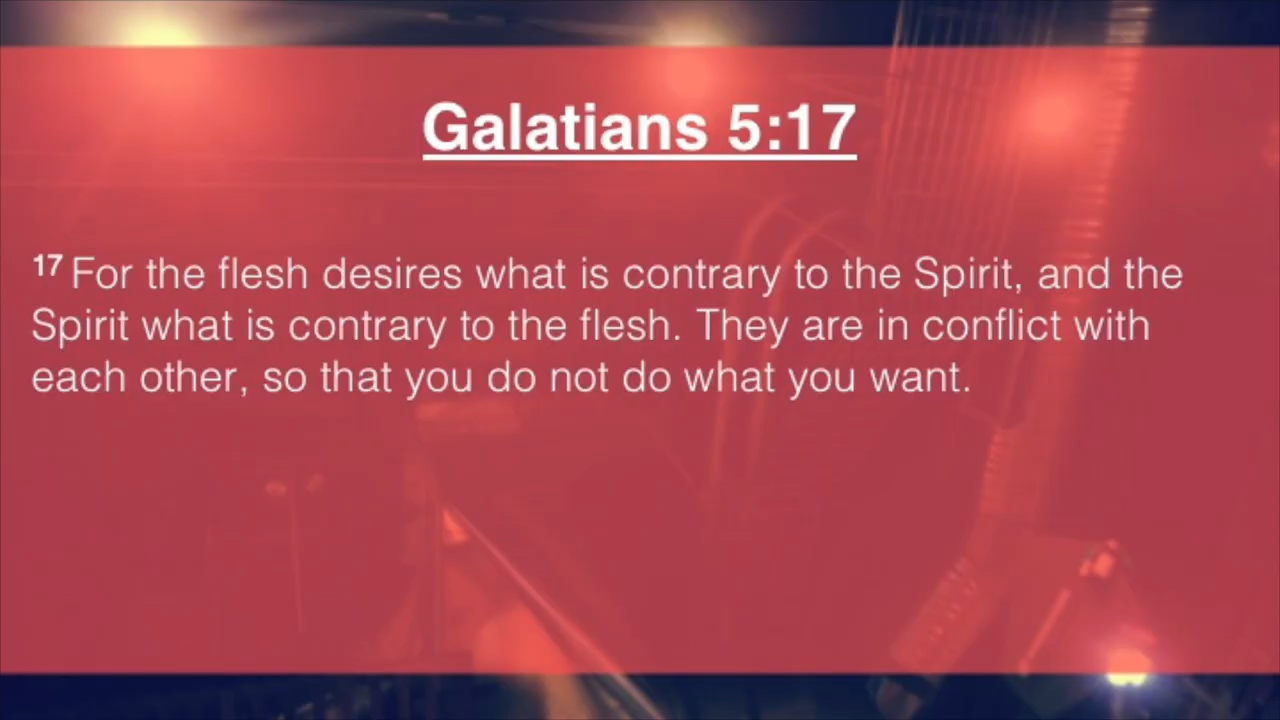 Galatians 5:17
17 For the flesh desires what is contrary to the Spirit, and the
Spirit what is contrary to the flesh. They are in conflict with
each other, so that you do not do what you want.